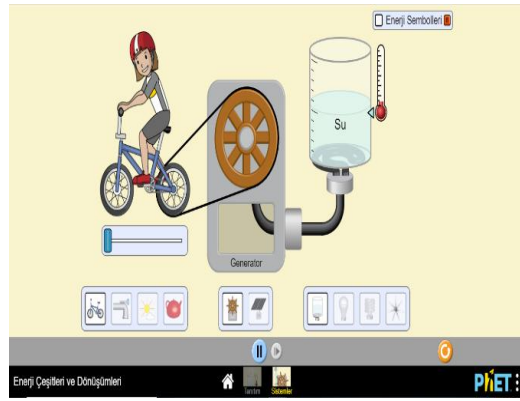 Enerji Sembolleri E
Su
Generator
Enerji Çeşitleri ve Dönüşümleri
Tanıtım
Sistemler
PhET